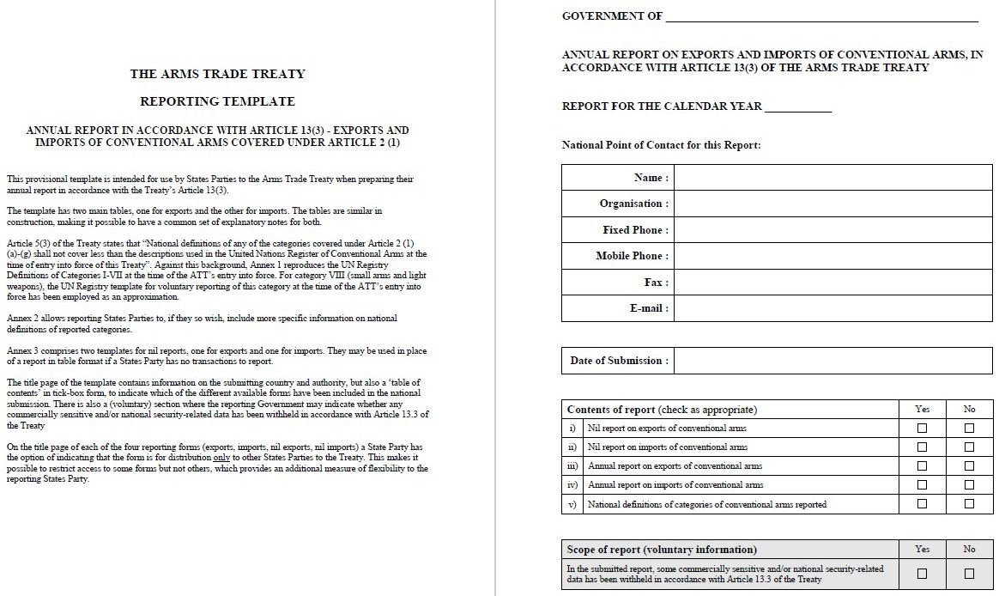 THE ARMS TRADE TREATY
REPORTING TEMPLATE
ANNUAL REPORT IN ACCORDANCE WITH ARTICLE 13(3) - EXPORTS AND
IMPORTS OF CONVENTIONAL ARMS COVERED UNDER ARTICLE 2 (1)
This provisional template is intended for use by States Parties to the Arms Trade Treaty when preparing their
annual report in accordance with the Treaty's Article 13(3).
The template has two main tables, one for exports and the other for imports. The tables are similar in
construction, making it possible to have a common set of explanatory notes for both.
Article 5(3) of the Treaty states that "National definitions of any of the categories covered under Article 2 (1)
(a)-(g) shall not cover less than the descriptions used in the United Nations Register of Conventional Arms at the
time of entry into force of this Treaty". Against this background, Annex 1 reproduces the UN Registry
Definitions of Categories I-VII at the time of the ATT's entry into force. For category VIII (small arms and light
weapons), the UN Registry template for voluntary reporting of this category at the time of the ATT's entry into
force has been employed as an approximation.
Annex 2 allows reporting States Parties to, if they so wish, include more specific information on national
definitions of reported categories.
Annex 3 comprises two templates for nil reports, one for exports and one for imports. They may be used in place
of a report in table format if a States Party has no transactions to report.
The title page of the template contains information on the submitting country and authority, but also a 'table of
contents' in tick-box form, to indicate which of the different available forms have been included in the national
submission. There is also a (voluntary) section where the reporting Government may indicate whether any
commercially sensitive and/or national security-related data has been withheld in accordance with Article 13.3 of
the Treaty
On the title page of each of the four reporting forms (exports, imports, nil exports, nil imports) a State Party has
the option of indicating that the form is for distribution only to other States Parties to the Treaty. This makes it
possible to restrict access to some forms but not others, which provides an additional measure of flexibility to the
reporting States Party.
GOVERNMENT OF ____________________
ANNUAL REPORT ON EXPORTS AND IMPORTS OF CONVENTIONAL ARMS, IN
ACCORDANCE WITH ARTICLE 13(3) OF THE ARMS TRADE TREATY
REPORT FOR THE CALENDAR YEAR ___________
National Point of Contact for this Report:
Name :
Organisation :
Fixed Phone :
Mobile Phone :
Fax :
E-mail :
Date of Submission :
Contents of report (check as appropriate) Yes No
i) Nil report on exports of conventional arms
ii) Nil report on imports of conventional arms
iii) Annual report on exports of conventional arms
iv) Annual report on imports of conventional arms
v) National definitions of categories of conventional arms reported
Scope of report (voluntary information) Yes No
In the submitted report, some commercially sensitive and/or national security-related
data has been withheld in accordance with Article 13.3 of the Treaty